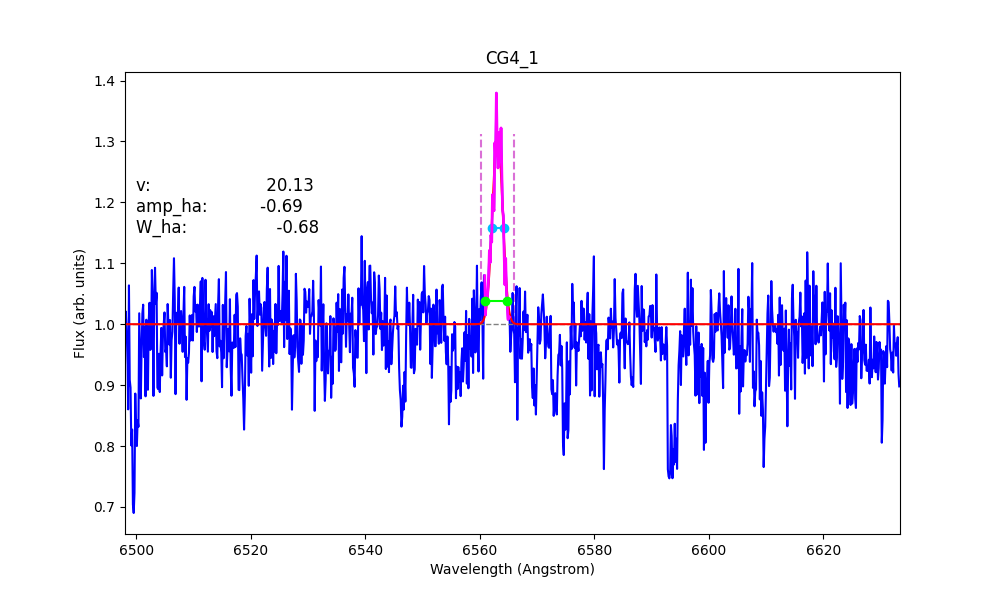 CG4_1
1.4
1.3
1.2
1.1
1.0
0.9
0.8
0.7
Flux (arb. units)
v: 20.13
amp_ha: -0.69
W_ha: -0.68
6500 6520 6540 6560 6580 6600 6620
Wavelength (Angstrom)